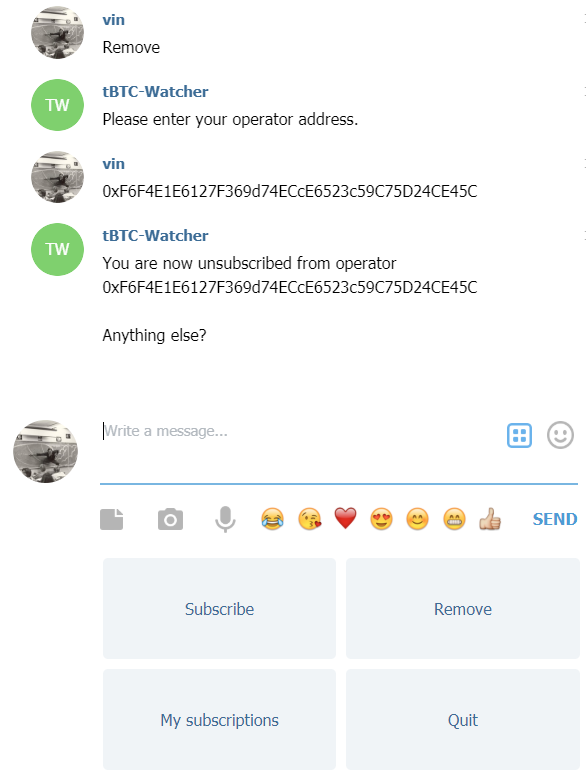 vin
Remove
TW
tBTC-Watcher
Please enter your operator address.
vin
0xF6F4E1E6127F369d74ECcE6523c59C75D24CE45C
TW
tBTC-Watcher
You are now unsubscribed from operator
0xF6F4E1E6127F369d74ECcE6523c59C75D24CE45C
Anything else?
Write a message...
SEND
Subscribe
Remove
My subscriptions
Quit